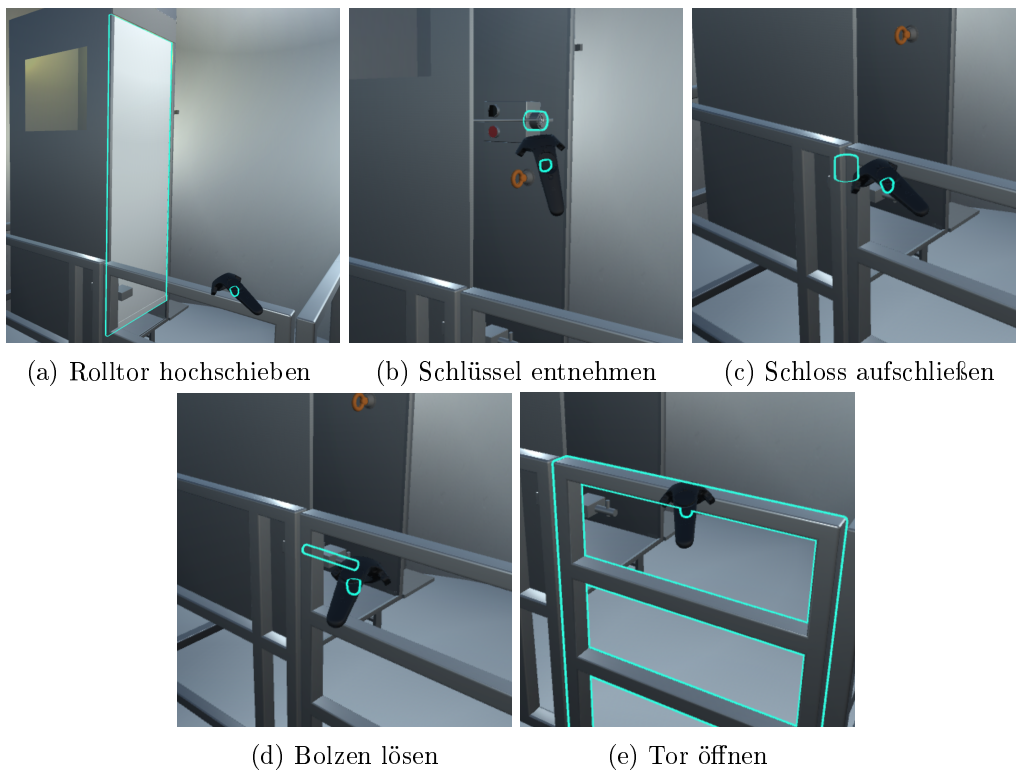 (a) Rolltor hochschieben
(b) Schlüssel entnehmen
(c) Schloss aufschließen
(d) Bolzen lösen
(e) Tor öffnen